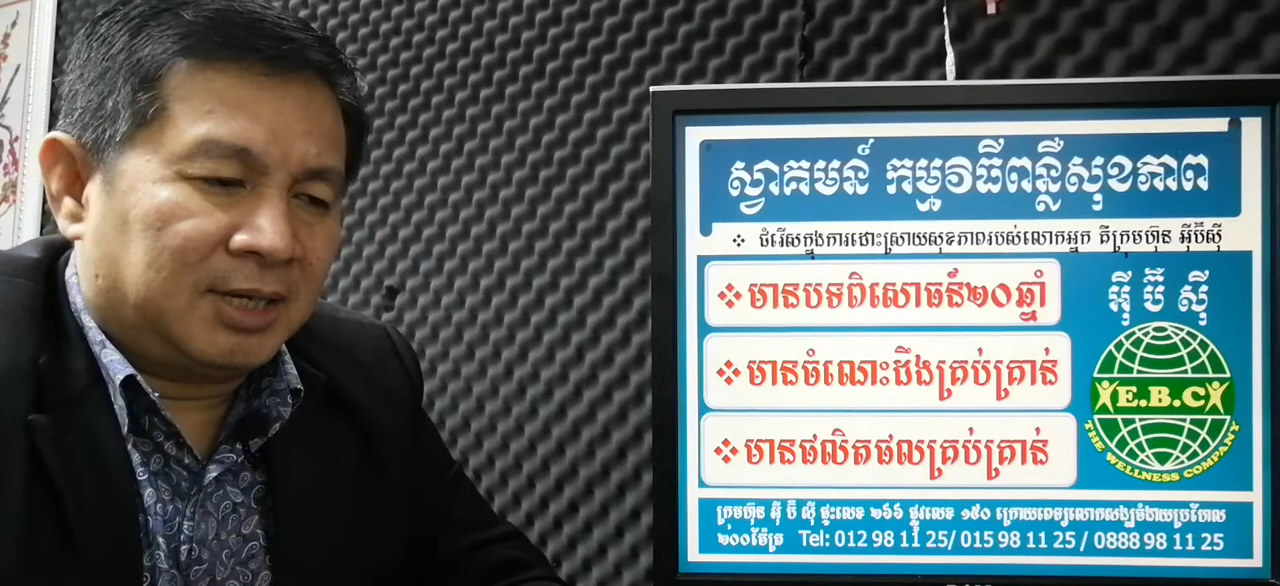 ស្វាគមន៍ កម្មវិធីពន្លឺសុខភាព
❖ ជំរើសក្នុងការដោះស្រាយសុខភាពរបស់លោកអ្នក គឺក្រុមហ៊ុន អ៊ីប៊ីស៊ី
❖មានបទពិសោធន៍២០ឆ្នាំ
❖មានចំណេះដឹងគ្រប់គ្រាន់
❖មានផលិតផលគ្រប់គ្រាន់
អ៊ី ប៊ី ស៊ី
E.B.C
THE WELLNESS COMPANY
ក្រុមហ៊ុន អ៊ី ប៊ី ស៊ី ផ្ទះលេខ ២៦៦ ផ្លូវលេខ ១៥០ ក្រោយពេទ្យលោកសង្ឃចំងាយប្រហែល
២០០ម៉ែត្រ Tel: 012 98 11 25/ 015 98 11 25 / 0888 98 11 25